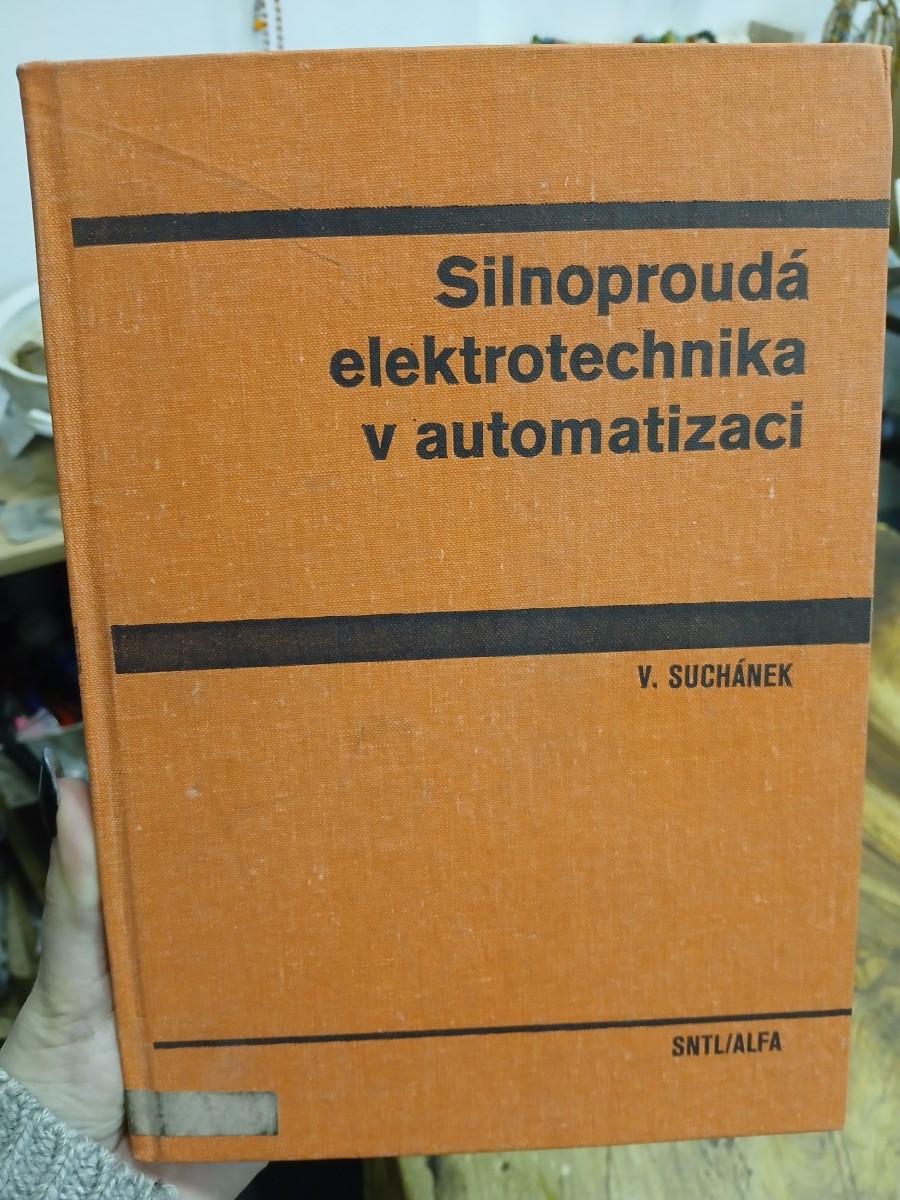 Silnoproudá
elektrotechnika
v automatizaci
V. SUCHÁNEK
SNTL/ALFA